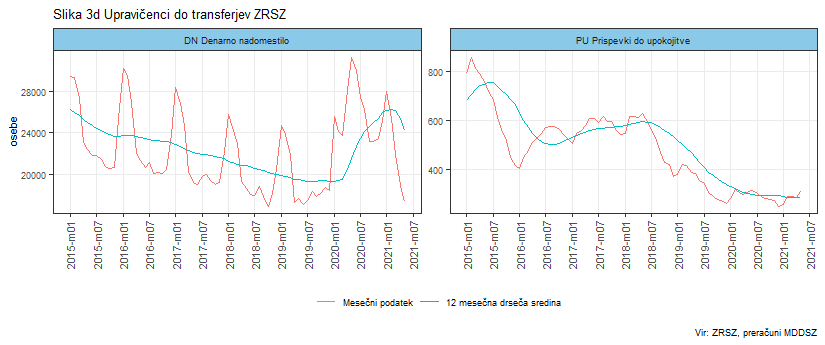 Slika 3d Upravičenci do transferjev ZRSZ
DN Denarno nadomestilo
PU Prispevki do upokojitve
osebe
28000
24000
20000
800
600
400
2015-m01
2015-m07
2016-m01
2016-m07
2017-m01
2017-m07
2018-m01
2018-m07
2019-m01
2019-m07
2020-m01
2020-m07
2021-m01
2021-m07
2015-m01
2015-m07
2016-m01
2016-m07
2017-m01
2017-m07
2018-m01
2018-m07
2019-m01
2019-m07
2020-m01
2020-m07
2021-m01
2021-m07
Mesečni podatek
12 mesečna drseča sredina
Vir: ZRSZ, preračuni MDDSZ